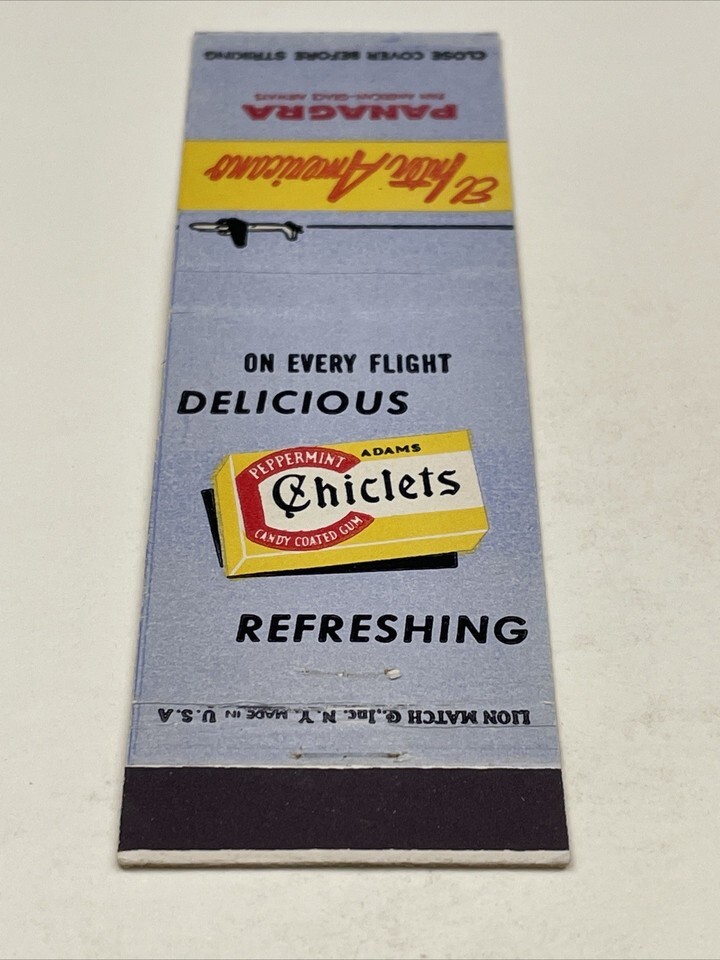 CLOSE COVER BEFORE STRIKING
PANAGRA
PAN AMERICAN-GRACE AIRWAYS
El Inter Americano
ON EVERY FLIGHT
DELICIOUS
ADAMS
PEPPERMINT
Chiclets
CANDY COATED GUM
REFRESHING
LION MATCH Co., Inc. N.Y. MADE IN U.S.A